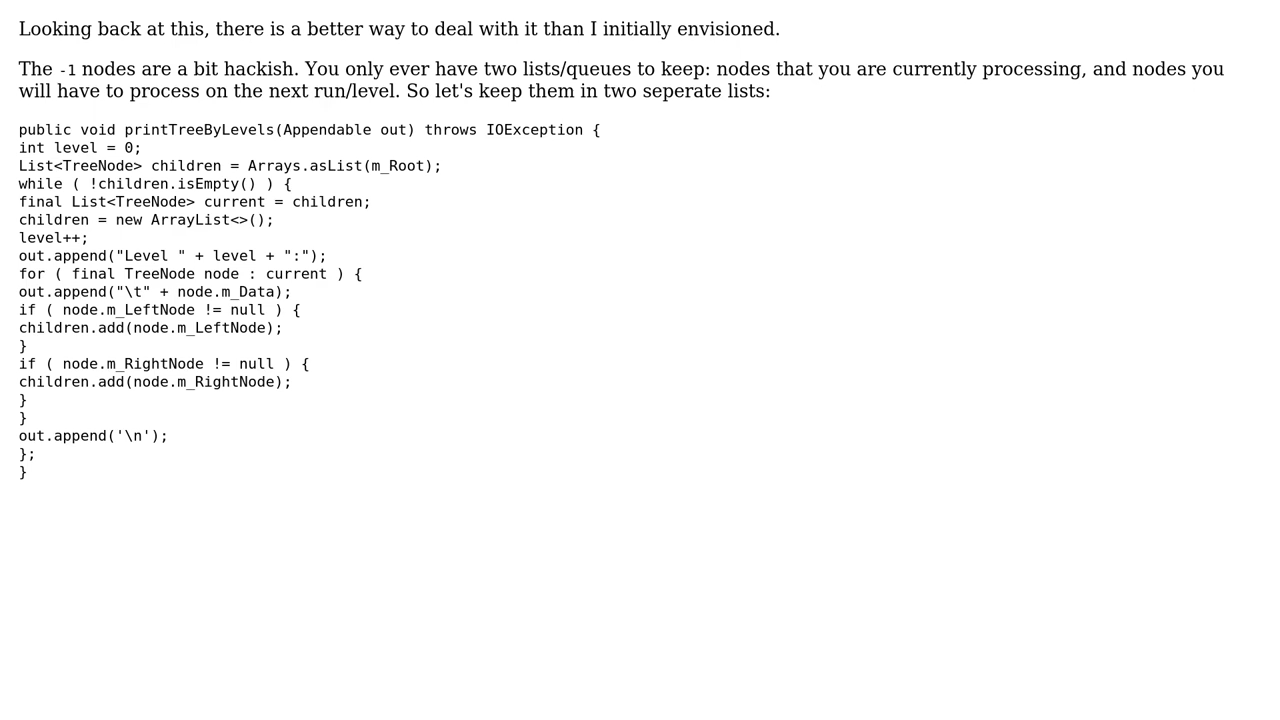 Looking back at this, there is a better way to deal with it than I initially envisioned.
The -1 nodes are a bit hackish. You only ever have two lists/queues to keep: nodes that you are currently processing, and nodes you
will have to process on the next run/level. So let's keep them in two seperate lists:
public void printTreeByLevels(Appendable out) throws IOException {
int level = 0;
List<TreeNode> children = Arrays.asList(m_Root);
while ( !children.isEmpty() ) {
final List<TreeNode> current = children;
children = new ArrayList<>();
level++;
out.append("Level " + level + ":");
for ( final TreeNode node : current ) {
out.append("\t" + node.m_Data);
if ( node.m_LeftNode != null ) {
children.add(node.m_LeftNode);
}
if ( node.m_RightNode != null ) {
children.add(node.m_RightNode);
}
}
out.append('\n');
};
}